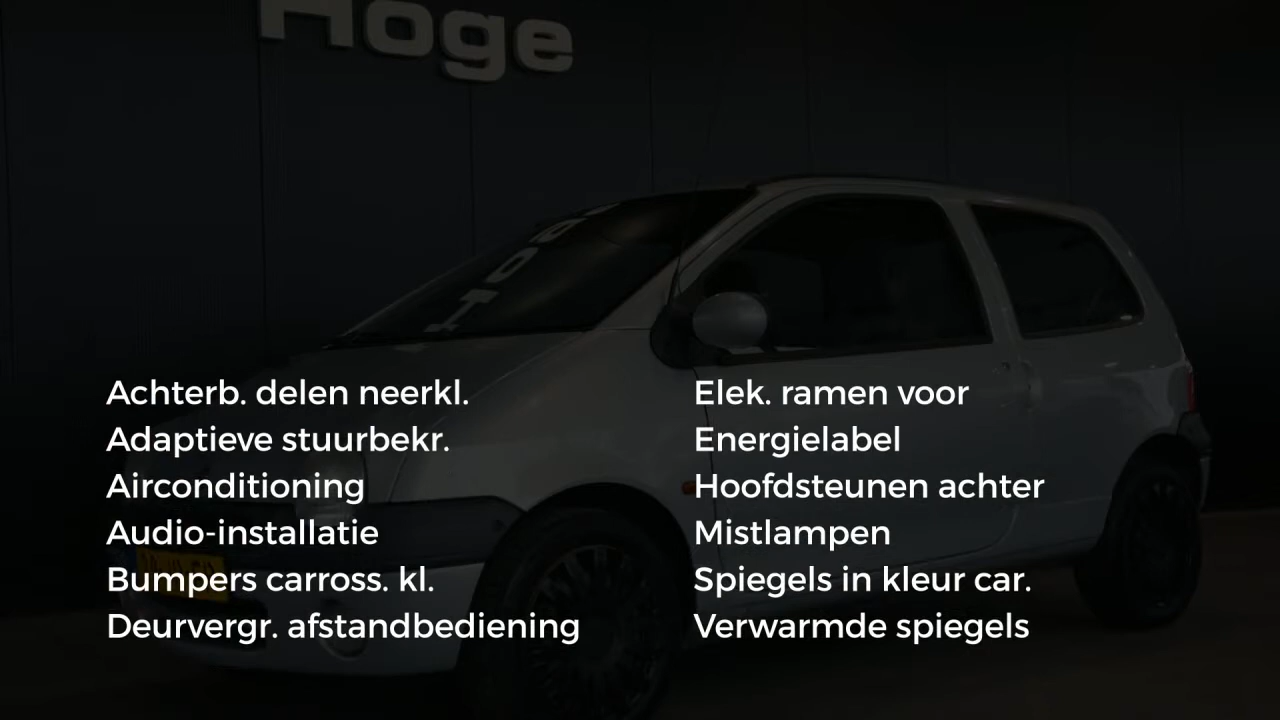 Hoge
Achterb. delen neerkl.
Adaptieve stuurbekr.
Airconditioning
Audio-installatie
Bumpers carross. kl.
Deurvergr. afstandbediening
Elek. ramen voor
Energielabel
Hoofdsteunen achter
Mistlampen
Spiegels in kleur car.
Verwarmde spiegels